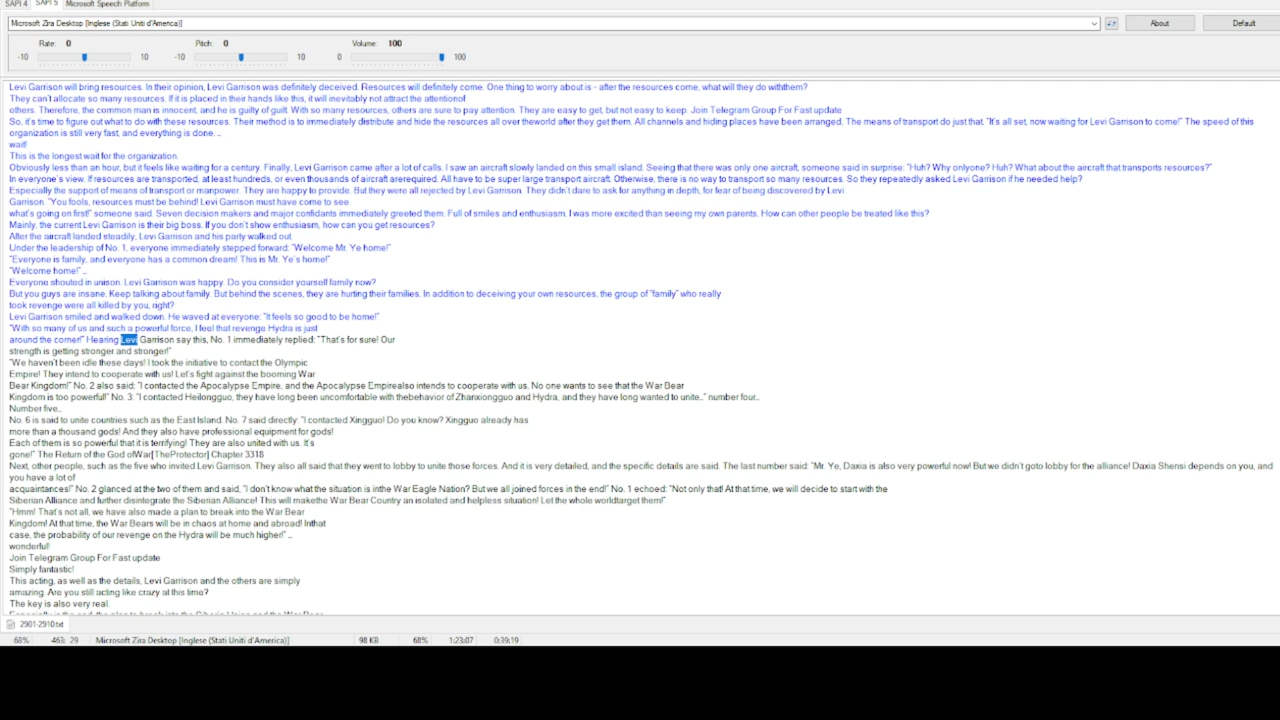 SAPI 4 SAPI 5 Microsoft Speech Platform
Microsoft Zira Desktop [Inglese (Stati Uniti d'America)] About Default
Rate: 0 Pitch: 0 Volume: 100
-10 10 -10 10 0 100
Levi Garrison will bring resources. In their opinion, Levi Garrison was definitely deceived. Resources will definitely come. One thing to worry about is - after the resources come, what will they do withthem?
They can't allocate so many resources. If it is placed in their hands like this, it will inevitably not attract the attentionof
others. Therefore, the common man is innocent, and he is guilty of guilt. With so many resources, others are sure to pay attention. They are easy to get, but not easy to keep. Join Telegram Group For Fast update
So, it's time to figure out what to do with these resources. Their method is to immediately distribute and hide the resources all over theworld after they get them. All channels and hiding places have been arranged. The means of transport do just that, "It's all set, now waiting for Levi Garrison to come!" The speed of this
organization is still very fast, and everything is done. ..
wait!
This is the longest wait for the organization.
Obviously less than an hour, but it feels like waiting for a century. Finally, Levi Garrison came after a lot of calls. I saw an aircraft slowly landed on this small island. Seeing that there was only one aircraft, someone said in surprise: "Huh? Why onlyone? Huh? What about the aircraft that transports resources?"
In everyone's view. If resources are transported, at least hundreds, or even thousands of aircraft arerequired. All have to be super large transport aircraft. Otherwise, there is no way to transport so many resources. So they repeatedly asked Levi Garrison if he needed help?
Especially the support of means of transport or manpower. They are happy to provide. But they were all rejected by Levi Garrison. They didn't dare to ask for anything in depth, for fear of being discovered by Levi
Garrison. "You fools, resources must be behind! Levi Garrison must have come to see
what's going on first!" someone said. Seven decision makers and major confidants immediately greeted them. Full of smiles and enthusiasm. I was more excited than seeing my own parents. How can other people be treated like this?
Mainly, the current Levi Garrison is their big boss. If you don't show enthusiasm, how can you get resources?
After the aircraft landed steadily, Levi Garrison and his party walked out.
Under the leadership of No. 1, everyone immediately stepped forward: "Welcome Mr. Ye home!"
"Everyone is family, and everyone has a common dream! This is Mr. Ye's home!"
"Welcome home!" ..
Everyone shouted in unison. Levi Garrison was happy. Do you consider yourself family now?
But you guys are insane. Keep talking about family. But behind the scenes, they are hurting their families. In addition to deceiving your own resources, the group of "family" who really
took revenge were all killed by you, right?
Levi Garrison smiled and walked down. He waved at everyone: "It feels so good to be home!"
"With so many of us and such a powerful force, I feel that revenge Hydra is just
around the corner!" Hearing Levi Garrison say this, No. 1 immediately replied: "That's for sure! Our
strength is getting stronger and stronger!"
"We haven't been idle these days! I took the initiative to contact the Olympic
Empire! They intend to cooperate with us! Let's fight against the booming War
Bear Kingdom!" No. 2 also said: "I contacted the Apocalypse Empire, and the Apocalypse Empirealso intends to cooperate with us. No one wants to see that the War Bear
Kingdom is too powerful!" No. 3: "I contacted Heilongguo, they have long been uncomfortable with thebehavior of Zhanxiongguo and Hydra, and they have long wanted to unite..." number four..
Number five..
No. 6 is said to unite countries such as the East Island. No. 7 said directly: "I contacted Xingguo! Do you know? Xingguo already has
more than a thousand gods! And they also have professional equipment for gods!
Each of them is so powerful that it is terrifying! They are also united with us. It's
gone!" The Return of the God ofWar[TheProtector] Chapter 3318
Next, other people, such as the five who invited Levi Garrison. They also all said that they went to lobby to unite those forces. And it is very detailed, and the specific details are said. The last number said: "Mr. Ye, Daxia is also very powerful now! But we didn't goto lobby for the alliance! Daxia Shensi depends on you, and
you have a lot of
acquaintances!" No. 2 glanced at the two of them and said, "I don't know what the situation is inthe War Eagle Nation? But we all joined forces in the end!" No. 1 echoed: "Not only that! At that time, we will decide to start with the
Siberian Alliance and further disintegrate the Siberian Alliance! This will makethe War Bear Country an isolated and helpless situation! Let the whole worldtarget them!"
"Hmm! That's not all, we have also made a plan to break into the War Bear
Kingdom! At that time, the War Bears will be in chaos at home and abroad! Inthat
case, the probability of our revenge on the Hydra will be much higher!" ..
wonderful!
Join Telegram Group For Fast update
Simply fantastic!
This acting, as well as the details, Levi Garrison and the others are simply
amazing. Are you still acting like crazy at this time?
The key is also very real.
2901-2910.txt
68% 463: 29 Microsoft Zira Desktop [Inglese (Stati Uniti d'America)] 98 KB 68% 1:23:07 0:39:19